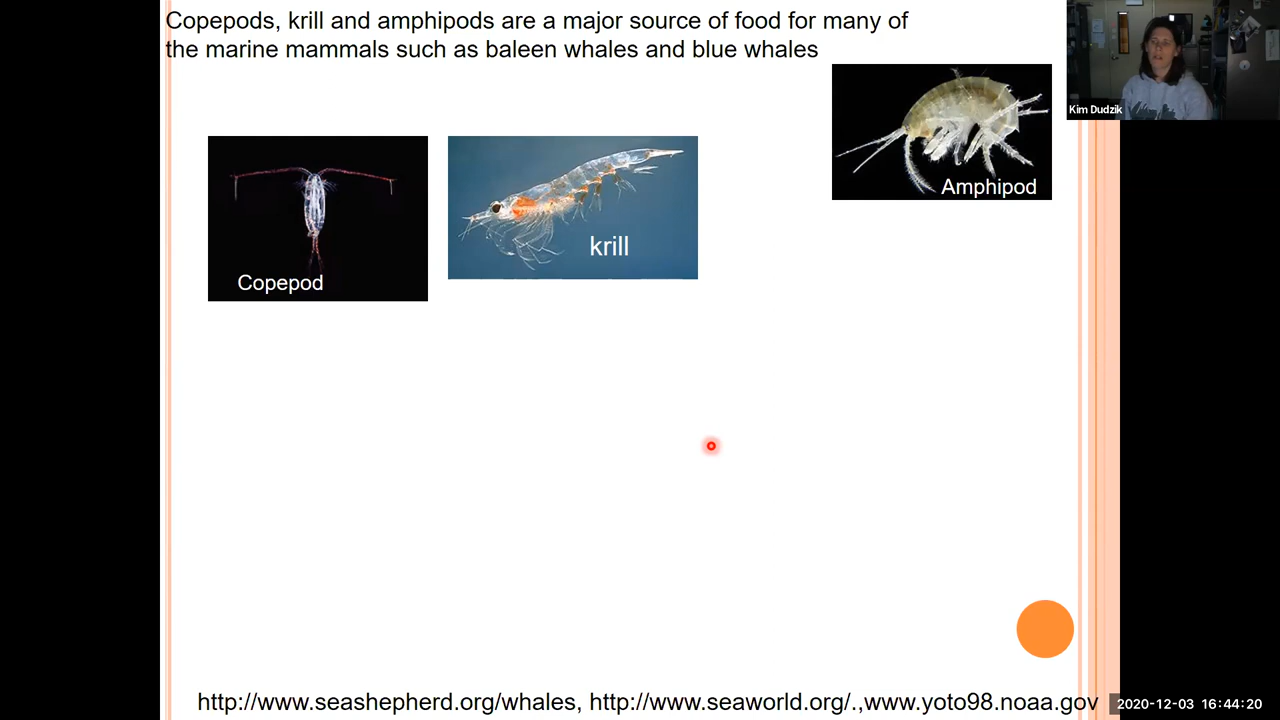 Copepods, krill and amphipods are a major source of food for many of
the marine mammals such as baleen whales and blue whales
Kim Dudzik
Amphipod
krill
Copepod
http://www.seashepherd.org/whales, http://www.seaworld.org/.,www.yoto98.noaa.gov
2020-12-03 16:44:20